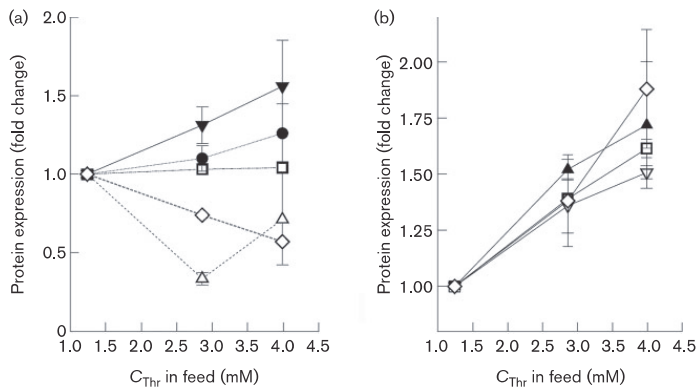 (a)
2.0
1.5
1.0
0.5
0
Protein expression (fold change)
1.0 1.5 2.0 2.5 3.0 3.5 4.0 4.5
C_Thr in feed (mM)
(b)
2.00
1.75
1.50
1.25
1.00
Protein expression (fold change)
1.0 1.5 2.0 2.5 3.0 3.5 4.0 4.5
C_Thr in feed (mM)